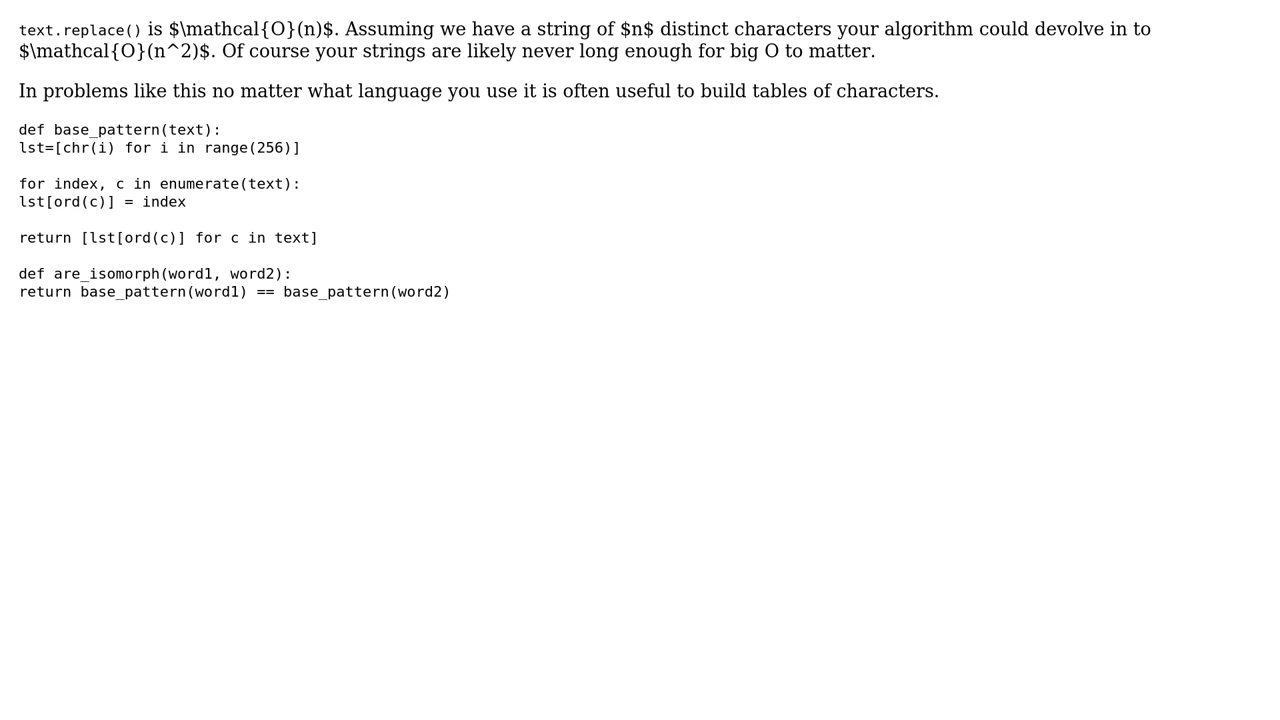 text.replace() is $\mathcal{O}(n)$. Assuming we have a string of $n$ distinct characters your algorithm could devolve in to
$\mathcal{O}(n^2)$. Of course your strings are likely never long enough for big O to matter.
In problems like this no matter what language you use it is often useful to build tables of characters.
def base_pattern(text):
lst=[chr(i) for i in range(256)]
for index, c in enumerate(text):
lst[ord(c)] = index
return [lst[ord(c)] for c in text]
def are_isomorph(word1, word2):
return base_pattern(word1) == base_pattern(word2)